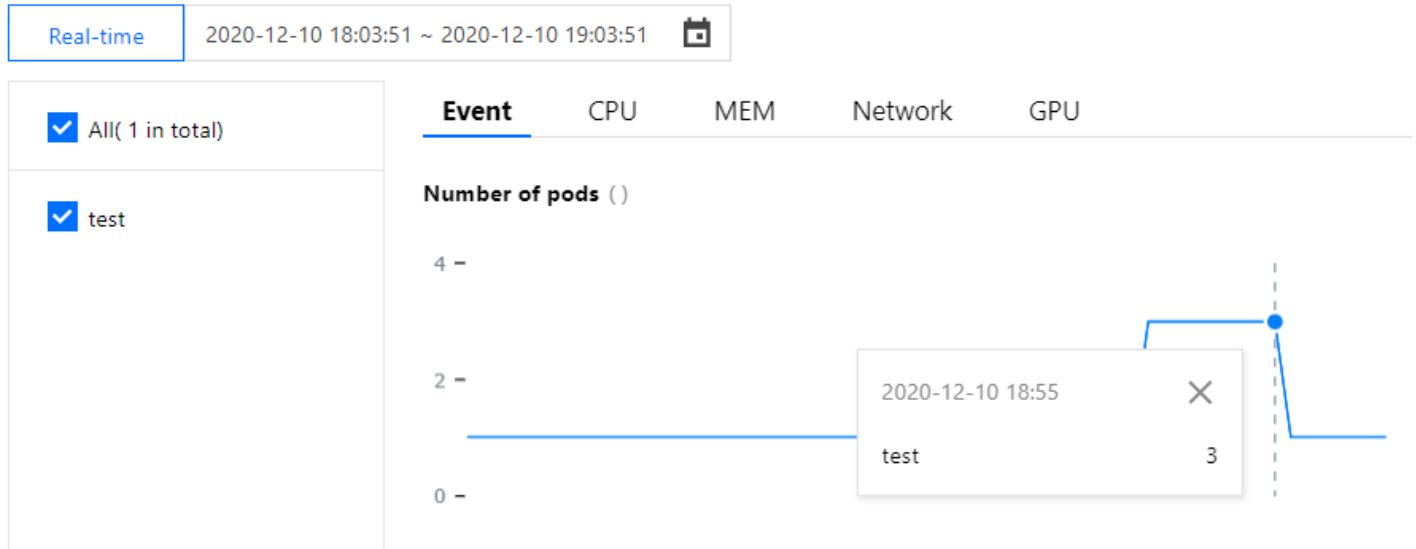 Real-time 2020-12-10 18:03:51 ~ 2020-12-10 19:03:51
All( 1 in total)
test
Event CPU MEM Network GPU
Number of pods ( )
4
2
0
2020-12-10 18:55
test 3